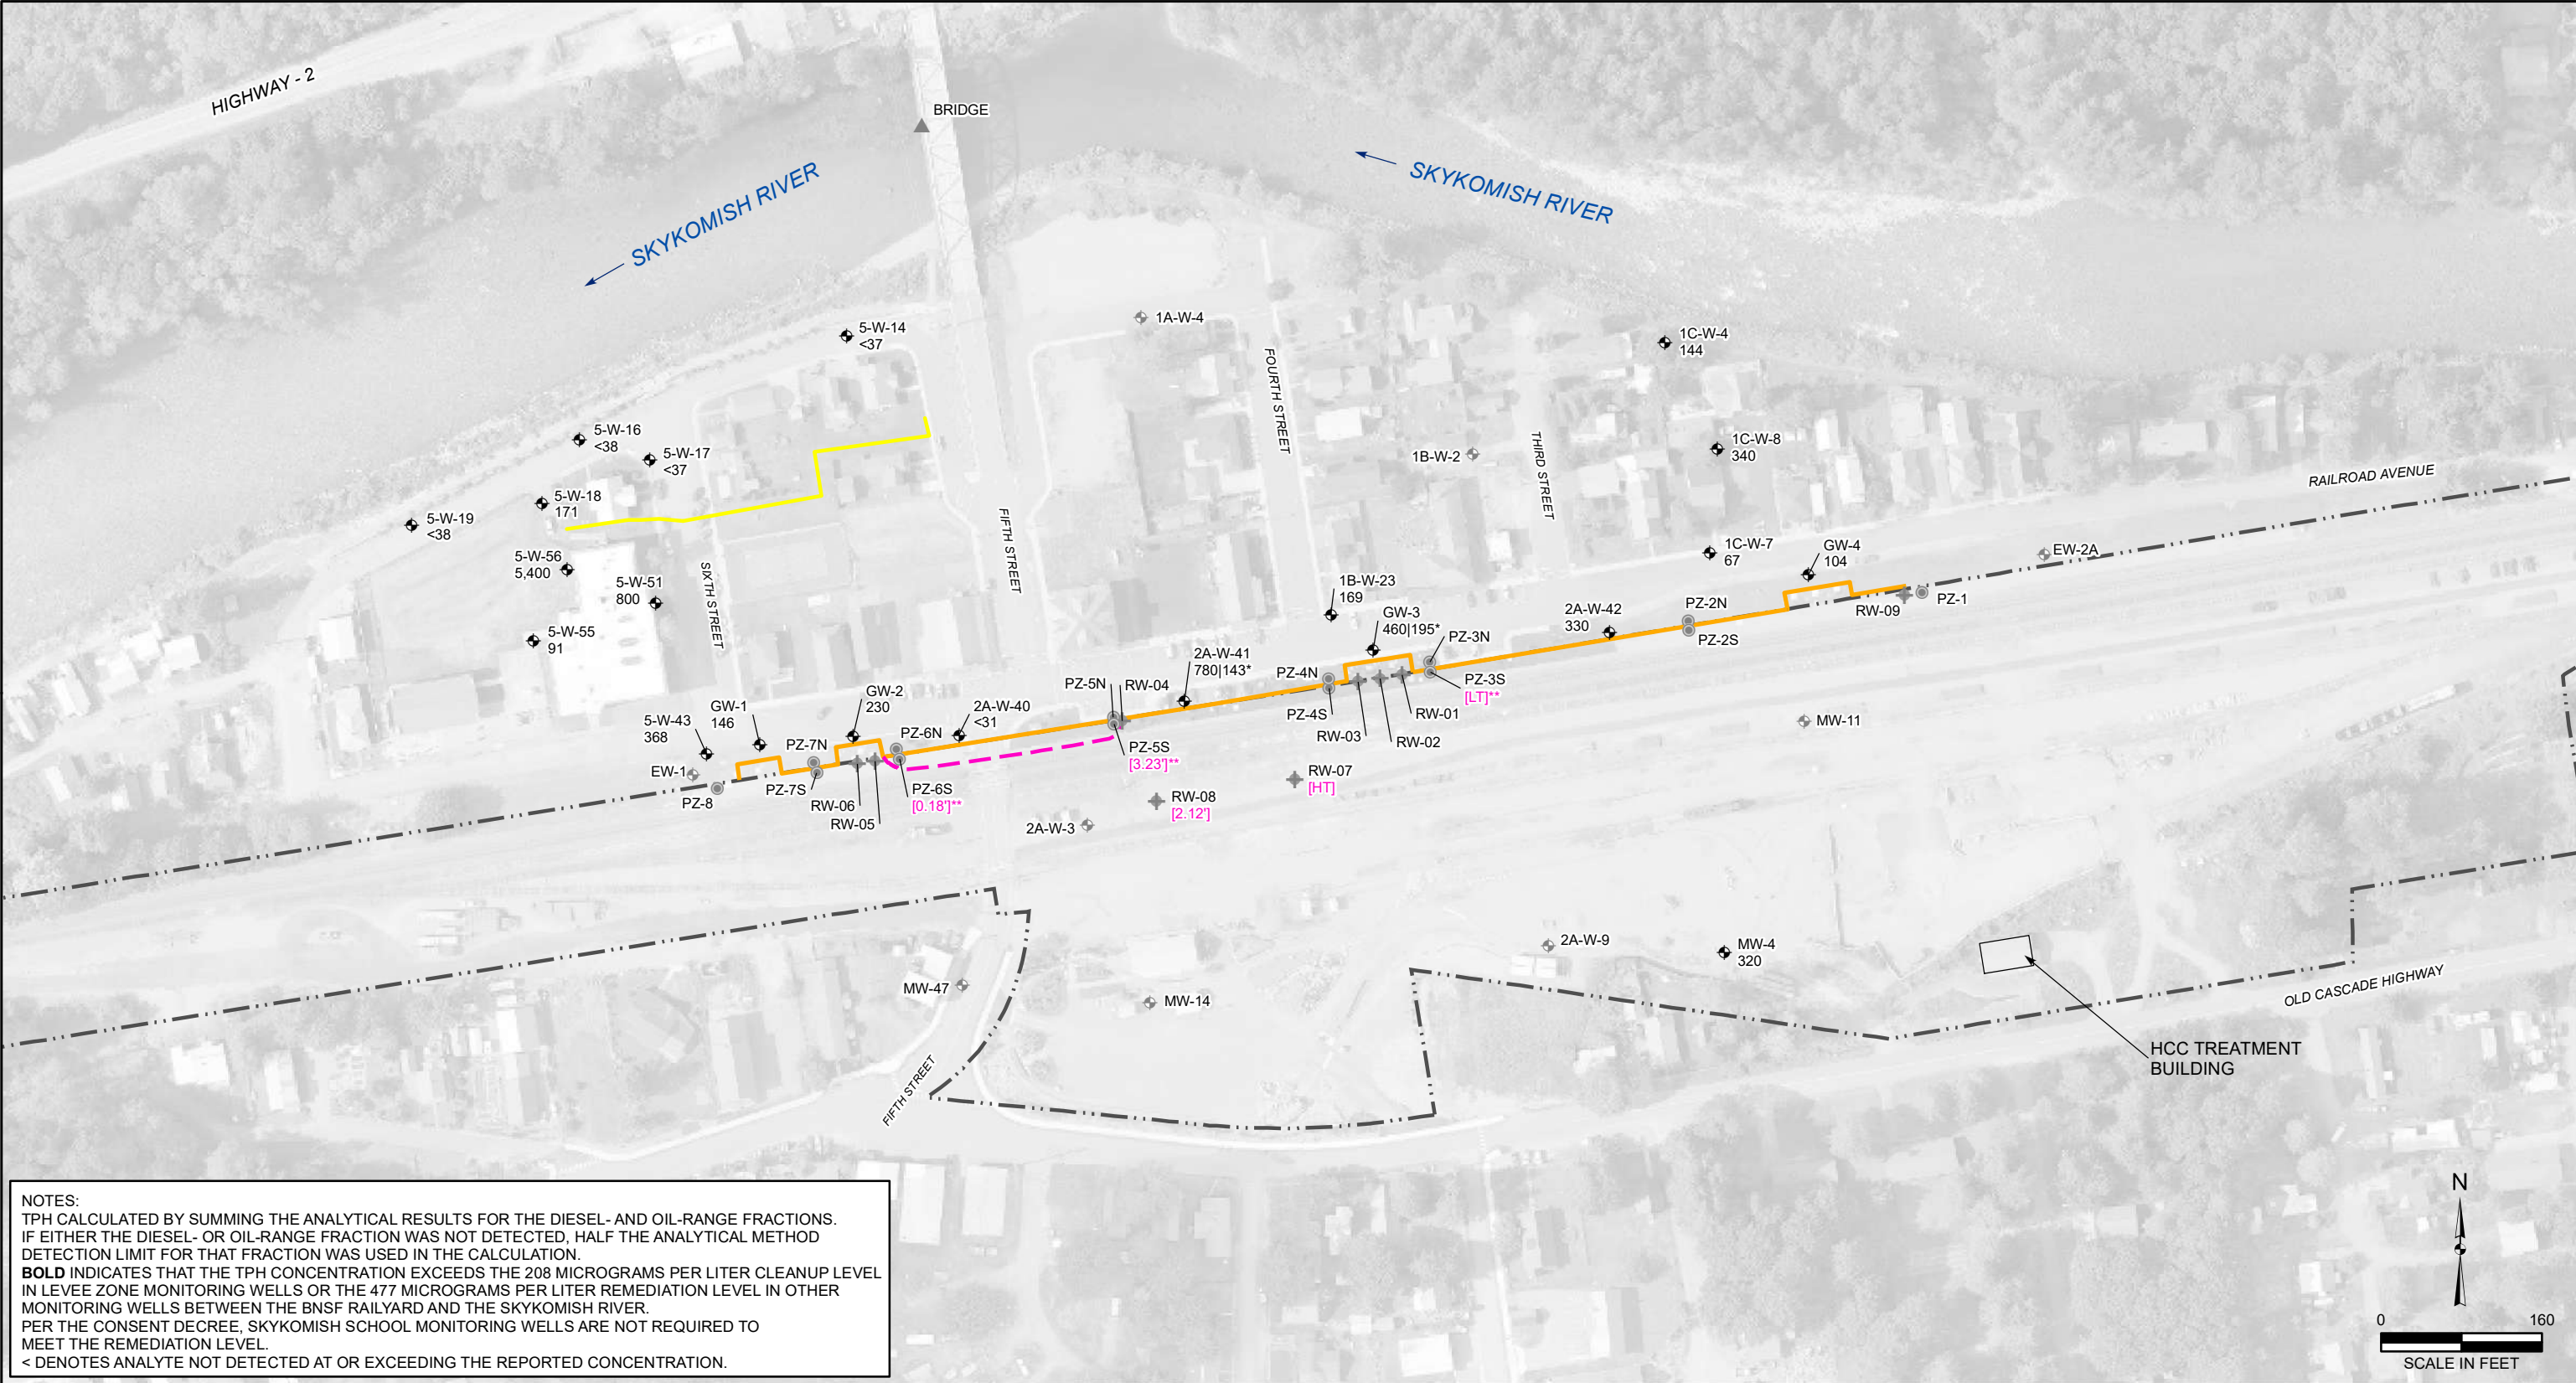 HIGHWAY - 2
BRIDGE
SKYKOMISH RIVER
SKYKOMISH RIVER
5-W-14
<37
1A-W-4
1C-W-4
144
FOURTH STREET
5-W-16
<38
5-W-17
<37
1B-W-2
THIRD STREET
1C-W-8
340
RAILROAD AVENUE
5-W-18
171
5-W-19
<38
FIFTH STREET
5-W-56
5,400
5-W-51
800
SIXTH STREET
1C-W-7
67
GW-4
104
EW-2A
1B-W-23
169
GW-3
460|195*
2A-W-42
330
PZ-2N
PZ-2S
RW-09
PZ-1
5-W-55
91
2A-W-41
780|143*
PZ-3N
PZ-4N
PZ-3S
[LT]**
PZ-5N
RW-04
GW-2
230
GW-1
146
2A-W-40
<31
5-W-43
368
PZ-6N
PZ-7N
PZ-4S
RW-01
RW-03
RW-02
MW-11
PZ-5S
[3.23']**
EW-1
PZ-8
PZ-7S
RW-06
RW-05
PZ-6S
[0.18']**
RW-07
[HT]
RW-08
[2.12']
2A-W-3
2A-W-9
MW-4
320
MW-47
MW-14
OLD CASCADE HIGHWAY
FIFTH STREET
HCC TREATMENT
BUILDING
NOTES:
TPH CALCULATED BY SUMMING THE ANALYTICAL RESULTS FOR THE DIESEL- AND OIL-RANGE FRACTIONS.
IF EITHER THE DIESEL- OR OIL-RANGE FRACTION WAS NOT DETECTED, HALF THE ANALYTICAL METHOD
DETECTION LIMIT FOR THAT FRACTION WAS USED IN THE CALCULATION.
BOLD INDICATES THAT THE TPH CONCENTRATION EXCEEDS THE 208 MICROGRAMS PER LITER CLEANUP LEVEL
IN LEVEE ZONE MONITORING WELLS OR THE 477 MICROGRAMS PER LITER REMEDIATION LEVEL IN OTHER
MONITORING WELLS BETWEEN THE BNSF RAILYARD AND THE SKYKOMISH RIVER.
PER THE CONSENT DECREE, SKYKOMISH SCHOOL MONITORING WELLS ARE NOT REQUIRED TO
MEET THE REMEDIATION LEVEL.
< DENOTES ANALYTE NOT DETECTED AT OR EXCEEDING THE REPORTED CONCENTRATION.
N
0 160
SCALE IN FEET